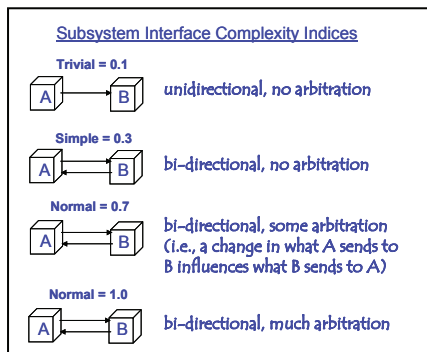 Subsystem Interface Complexity Indices
Trivial = 0.1
A B unidirectional, no arbitration
Simple = 0.3
A B bi-directional, no arbitration
Normal = 0.7
A B bi-directional, some arbitration
(i.e., a change in what A sends to
B influences what B sends to A)
Normal = 1.0
A B bi-directional, much arbitration